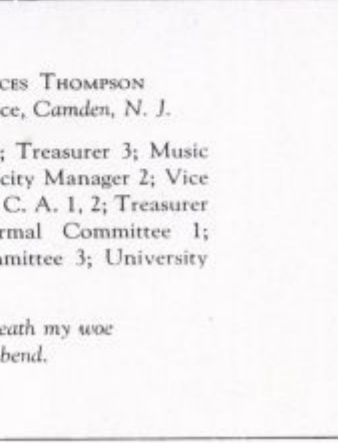 ces Thompson
ce, Camden, N. J.
; Treasurer 3; Music
city Manager 2; Vice
C. A. 1, 2; Treasurer
rmal Committee 1;
mmittee 3; University
eath my woe
bend.